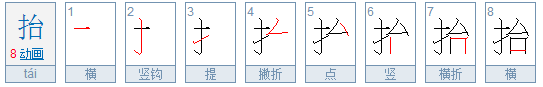 抬 1 2 3 4 5 6 7 8
8 动画
tái 横 竖钩 提 撇折 点 竖 横折 横